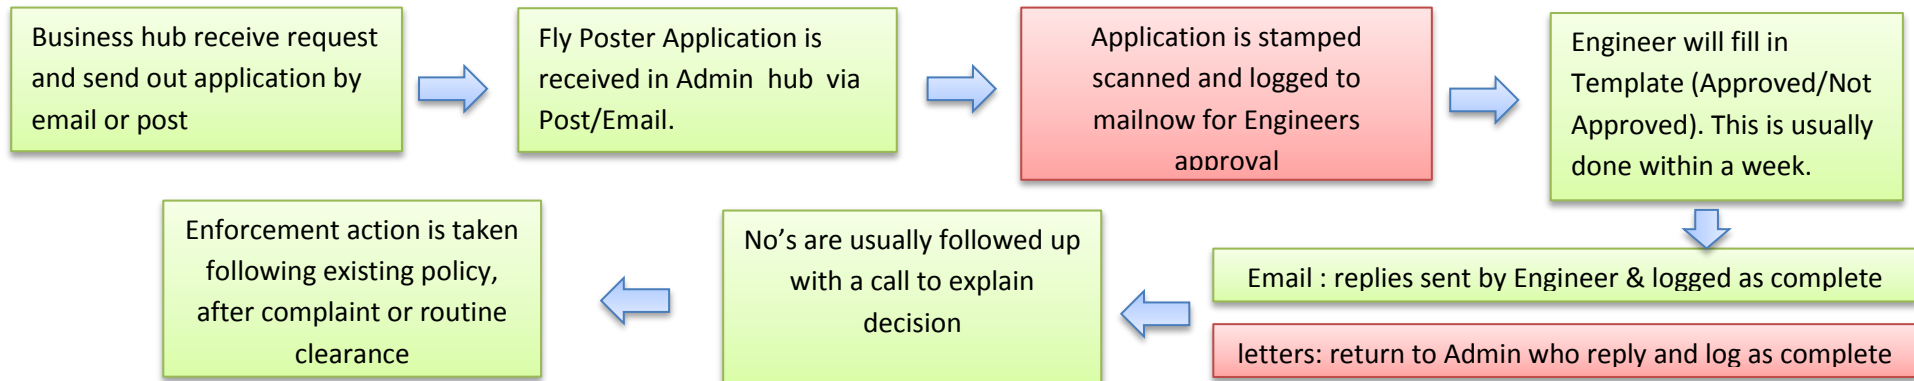 Business hub receive request
and send out application by
email or post
Fly Poster Application is
received in Admin hub via
Post/Email.
Application is stamped
scanned and logged to
mailnow for Engineers
approval
Engineer will fill in
Template (Approved/Not
Approved). This is usually
done within a week.
Email : replies sent by Engineer & logged as complete
letters: return to Admin who reply and log as complete
No’s are usually followed up
with a call to explain
decision
Enforcement action is taken
following existing policy,
after complaint or routine
clearance